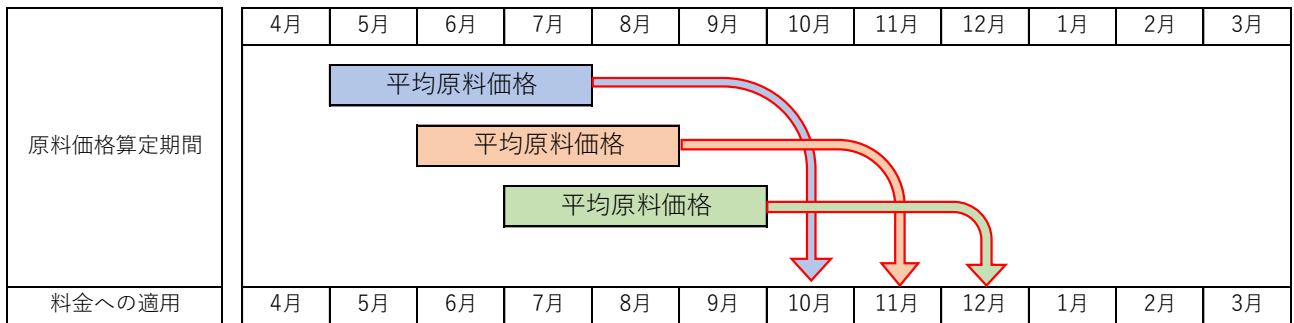 4月 5月 6月 7月 8月 9月 10月 11月 12月 1月 2月 3月
平均原料価格
原料価格算定期間
平均原料価格
平均原料価格
料金への適用 4月 5月 6月 7月 8月 9月 10月 11月 12月 1月 2月 3月